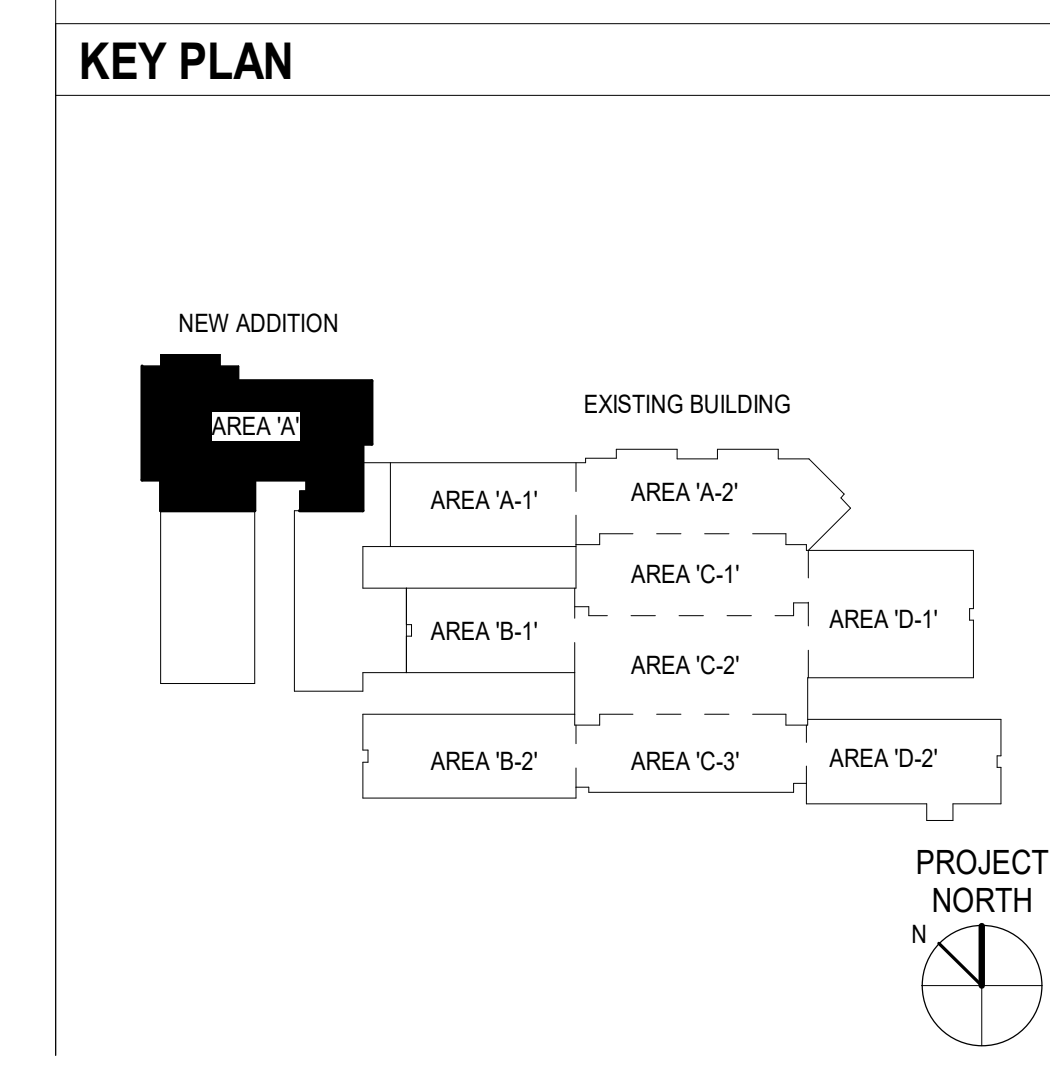 KEY PLAN
NEW ADDITION
AREA 'A'
EXISTING BUILDING
AREA 'A-1'
AREA 'A-2'
AREA 'C-1'
AREA 'B-1'
AREA 'D-1'
AREA 'C-2'
AREA 'B-2'
AREA 'C-3'
AREA 'D-2'
PROJECT
NORTH
N